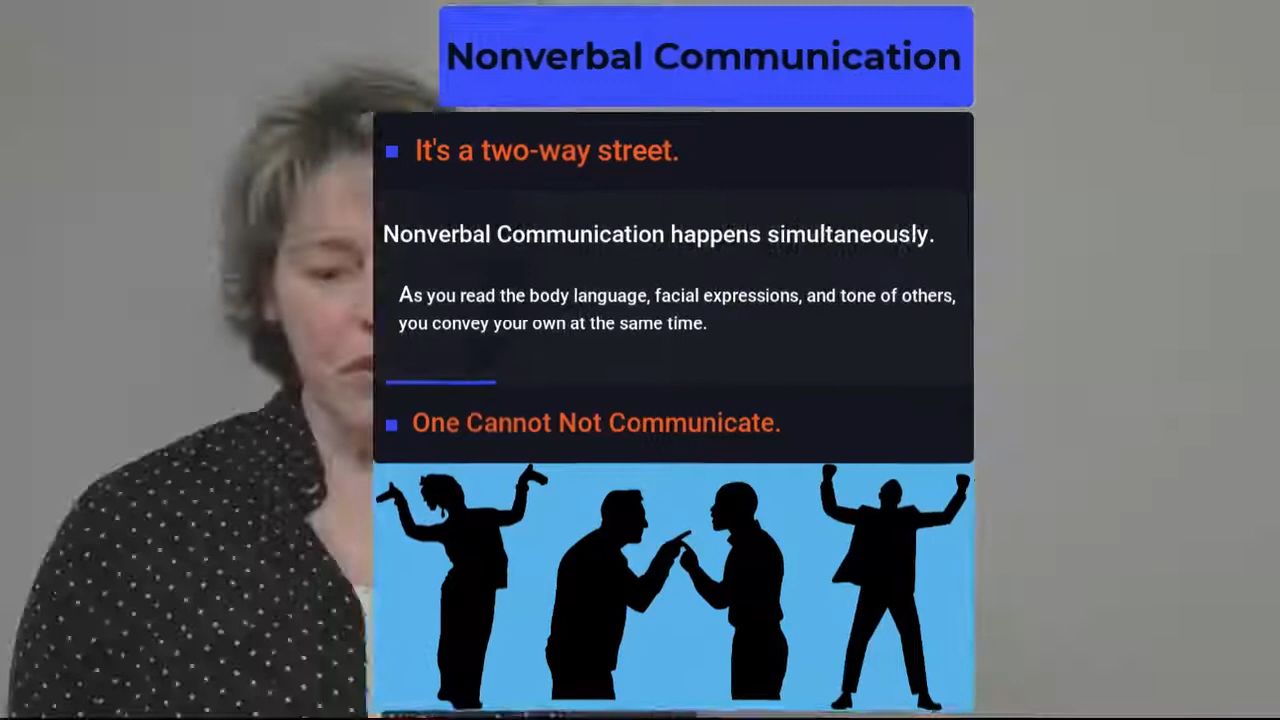 Nonverbal Communication
It's a two-way street.
Nonverbal Communication happens simultaneously.
As you read the body language, facial expressions, and tone of others,
you convey your own at the same time.
One Cannot Not Communicate.